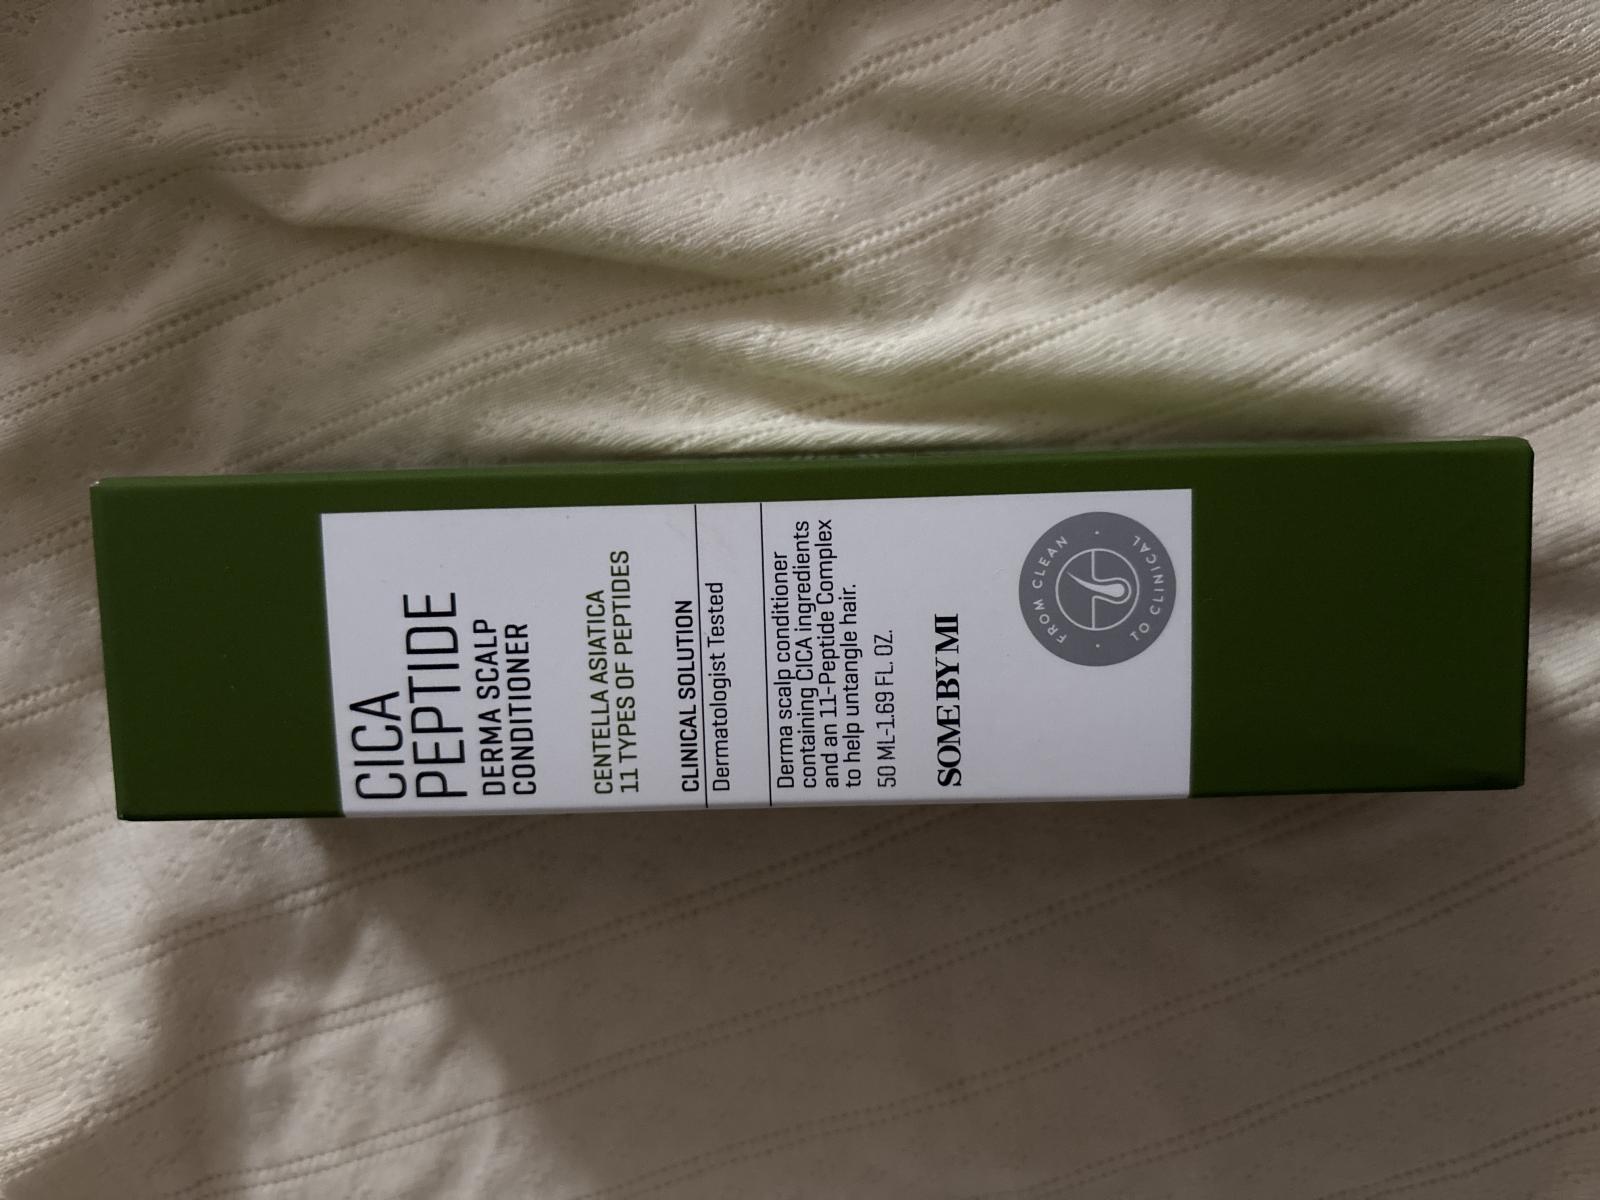 CICA
PEPTIDE
DERMA SCALP
CONDITIONER
CENTELLA ASIATICA
11 TYPES OF PEPTIDES
CLINICAL SOLUTION
Dermatologist Tested
Derma scalp conditioner
containing CICA ingredients
and an 11-Peptide Complex
to help untangle hair.
50 ML-1.69 FL. OZ.
SOME BY MI
FROM CLEAN
TO CLINICAL